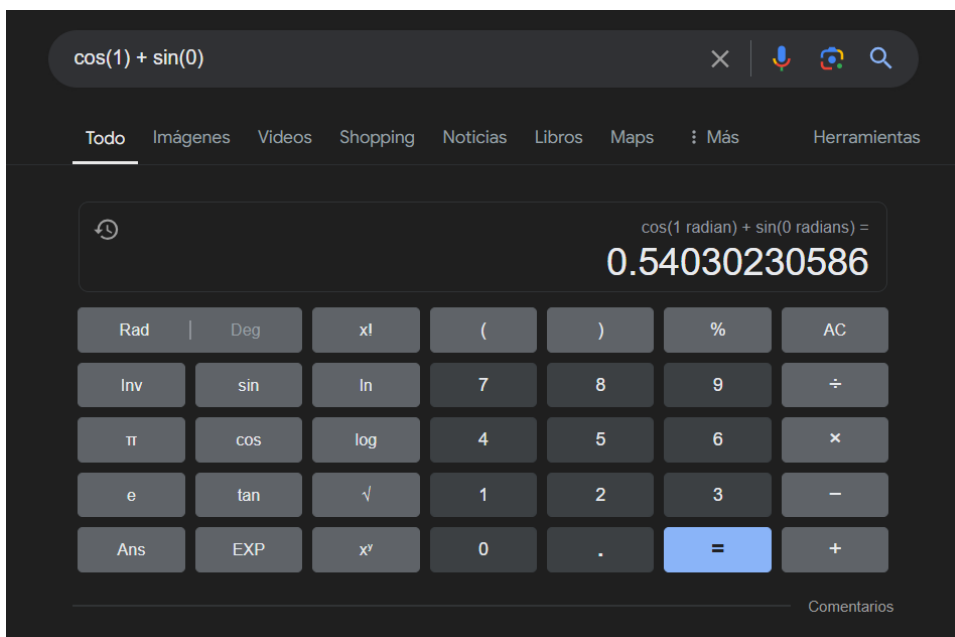 cos(1) + sin(0)
Todo Imágenes Videos Shopping Noticias Libros Maps Más Herramientas
cos(1 radian) + sin(0 radians) =
0.54030230586
Rad | Deg x! ( ) % AC
Inv sin ln 7 8 9 ÷
π cos log 4 5 6 ×
e tan √ 1 2 3 −
Ans EXP xʸ 0 . = +
Comentarios